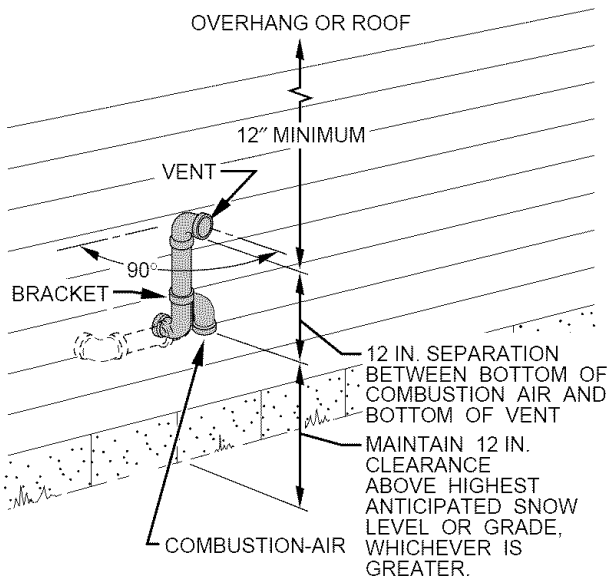 OVERHANG OR ROOF
12″ MINIMUM
VENT
90°
BRACKET
12 IN. SEPARATION
BETWEEN BOTTOM OF
COMBUSTION AIR AND
BOTTOM OF VENT
MAINTAIN 12 IN.
CLEARANCE
ABOVE HIGHEST
ANTICIPATED SNOW
LEVEL OR GRADE,
WHICHEVER IS
GREATER.
COMBUSTION-AIR